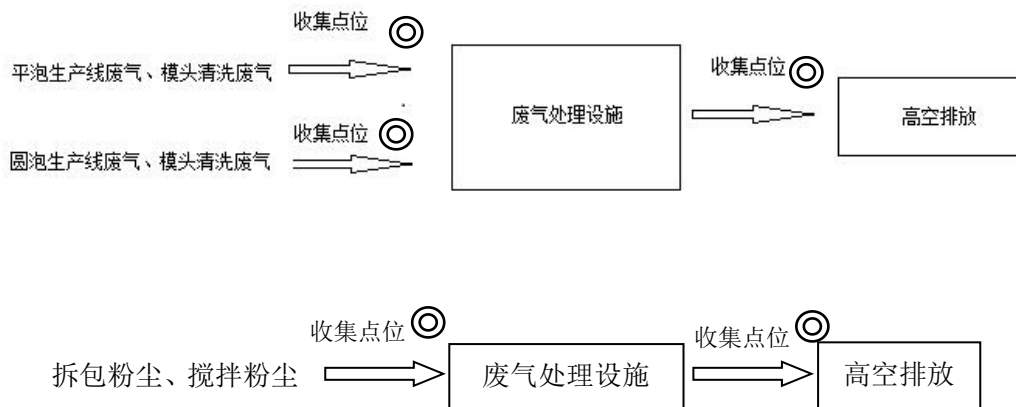 收集点位
平泡生产线废气、模头清洗废气
收集点位
废气处理设施
高空排放
收集点位
圆泡生产线废气、模头清洗废气
收集点位
收集点位
拆包粉尘、搅拌粉尘
废气处理设施
高空排放